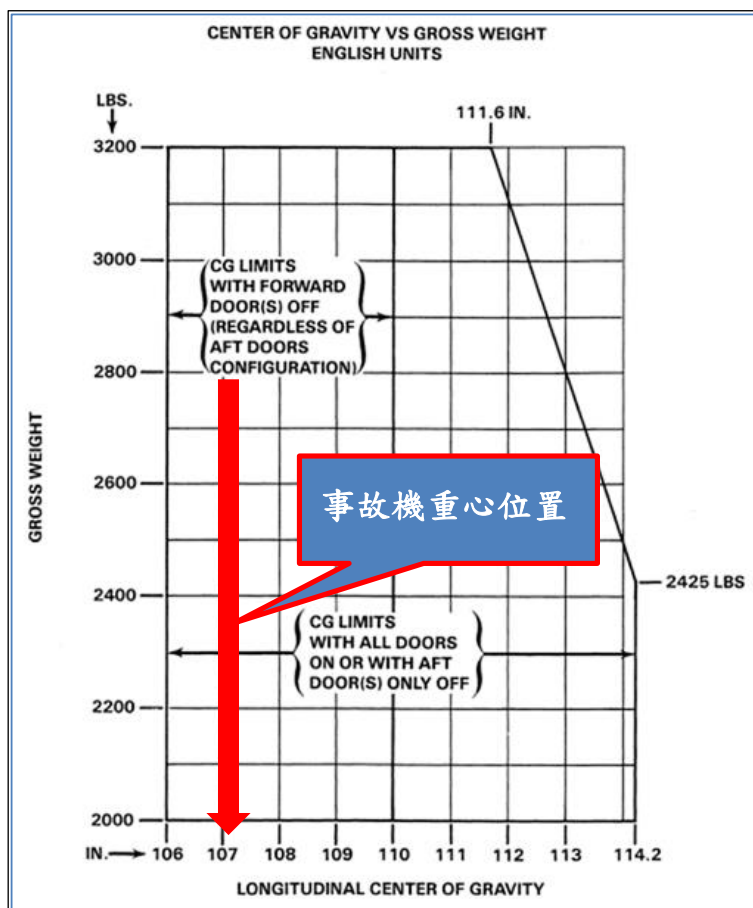 CENTER OF GRAVITY VS GROSS WEIGHT
ENGLISH UNITS
LBS.
111.6 IN.
3200
3000
CG LIMITS
WITH FORWARD
DOOR(S) OFF
(REGARDLESS OF
AFT DOORS
CONFIGURATION)
2800
GROSS WEIGHT
2600
事故機重心位置
2400
2425 LBS
CG LIMITS
WITH ALL DOORS
ON OR WITH AFT
DOOR(S) ONLY OFF
2200
2000
IN. 106 107 108 109 110 111 112 113 114.2
LONGITUDINAL CENTER OF GRAVITY